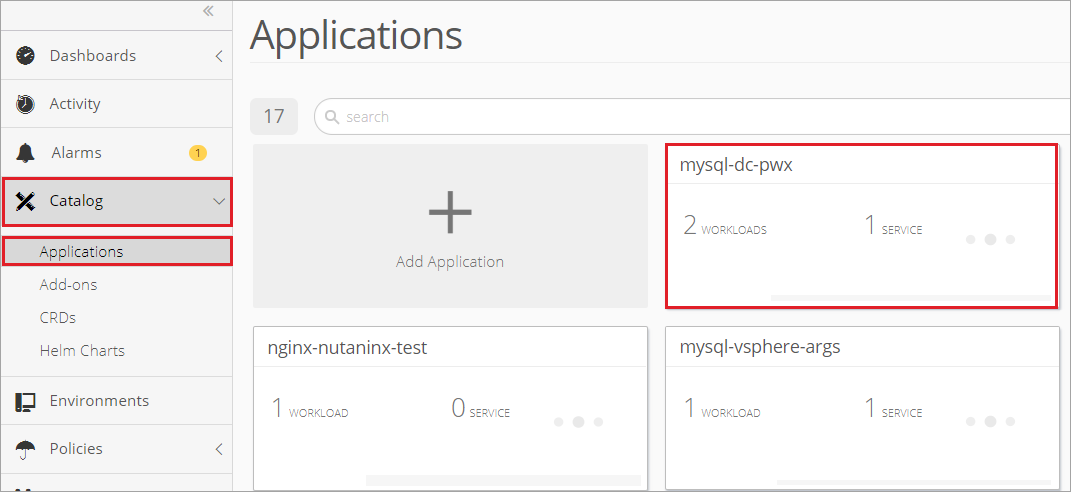 Applications
Dashboards
Activity
17
search
Alarms
1
mysql-dc-pwx
Catalog
2 WORKLOADS
1 SERVICE
Applications
Add Application
Add-ons
CRDs
Helm Charts
nginx-nutaninx-test
mysql-vsphere-args
Environments
1 WORKLOAD
0 SERVICE
1 WORKLOAD
1 SERVICE
Policies